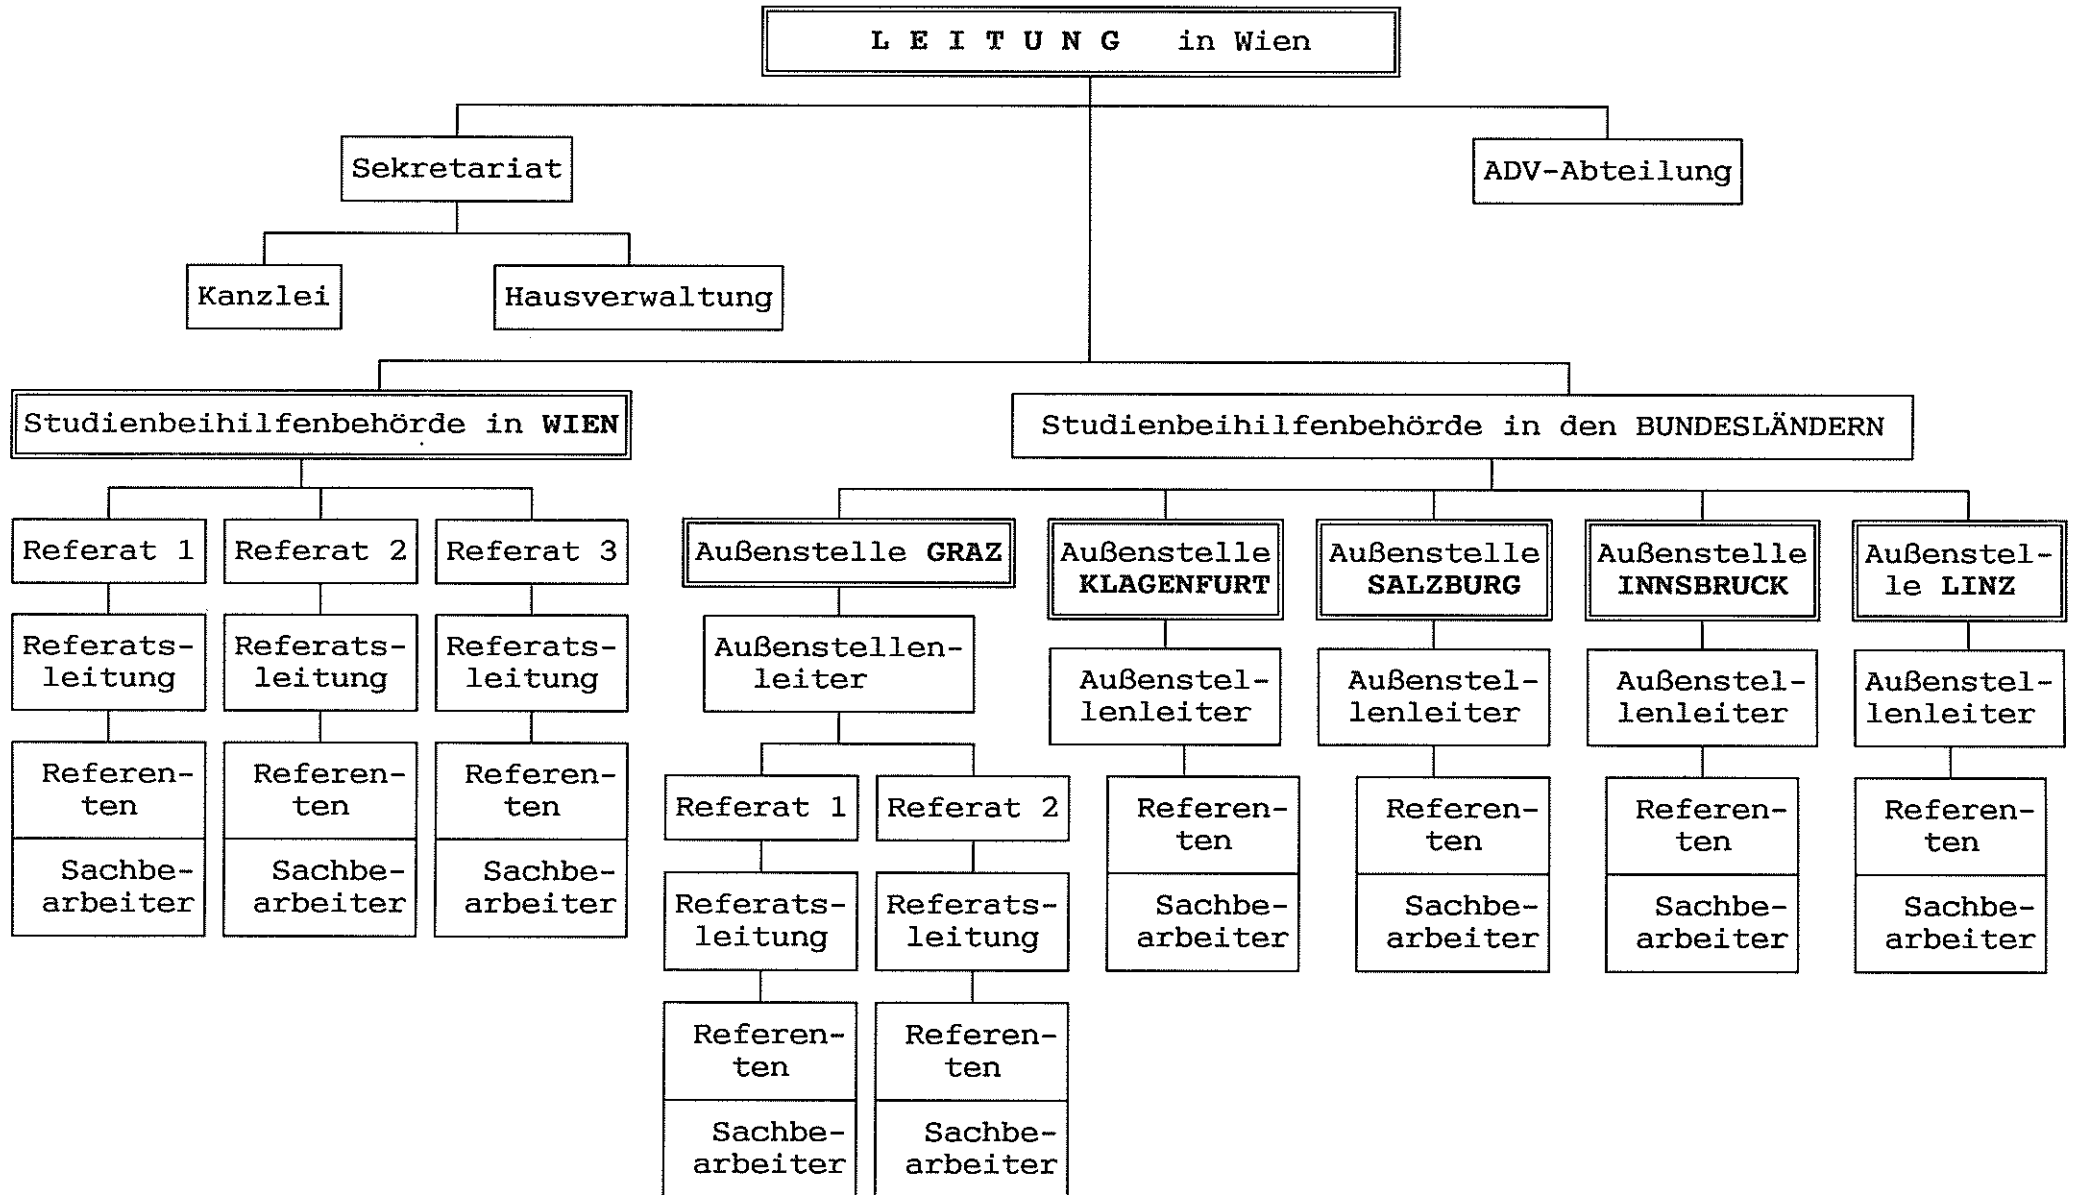 L E I T U N G in Wien
Sekretariat
ADV-Abteilung
Kanzlei
Hausverwaltung
Studienbeihilfenbehörde in WIEN
Studienbeihilfenbehörde in den BUNDESLÄNDERN
Referat 1
Referats-
leitung
Referen-
ten
Sachbe-
arbeiter
Referat 2
Referats-
leitung
Referen-
ten
Sachbe-
arbeiter
Referat 3
Referats-
leitung
Referen-
ten
Sachbe-
arbeiter
Außenstelle GRAZ
Außenstellen-
leiter
Referat 1
Referats-
leitung
Referen-
ten
Sachbe-
arbeiter
Referat 2
Referats-
leitung
Referen-
ten
Sachbe-
arbeiter
Außenstelle
KLAGENFURT
Außenstel-
lenleiter
Referen-
ten
Sachbe-
arbeiter
Außenstelle
SALZBURG
Außenstel-
lenleiter
Referen-
ten
Sachbe-
arbeiter
Außenstelle
INNSBRUCK
Außenstel-
lenleiter
Referen-
ten
Sachbe-
arbeiter
Außenstel-
le LINZ
Außenstel-
lenleiter
Referen-
ten
Sachbe-
arbeiter